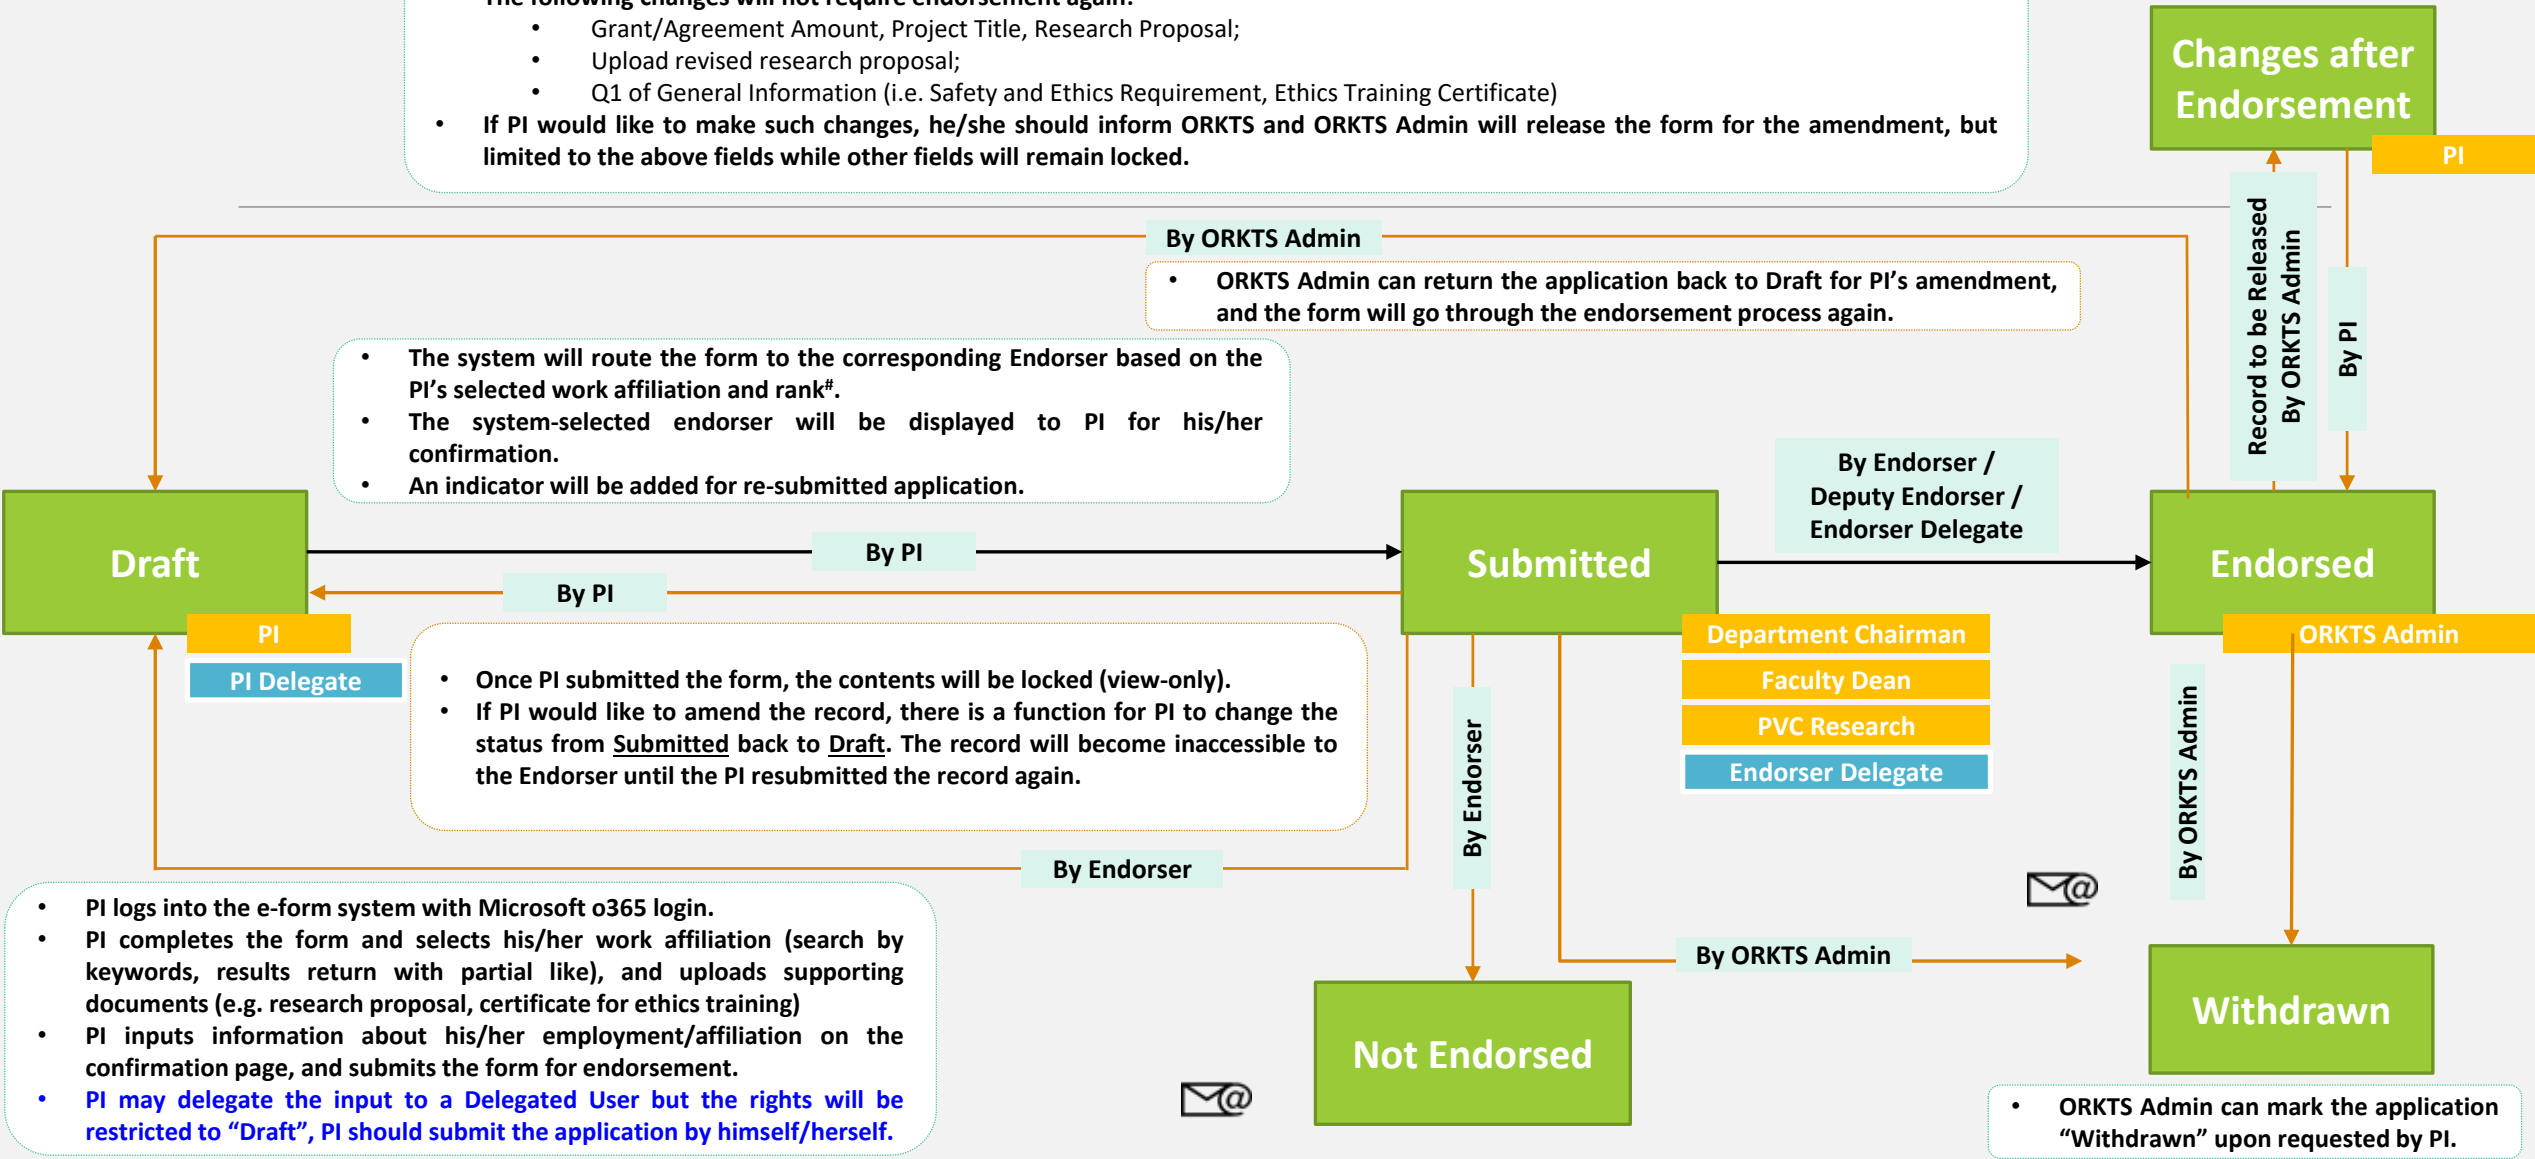 The following changes will not require endorsement again:
• Grant/Agreement Amount, Project Title, Research Proposal;
• Upload revised research proposal;
• Q1 of General Information (i.e. Safety and Ethics Requirement, Ethics Training Certificate)
• If PI would like to make such changes, he/she should inform ORKTS and ORKTS Admin will release the form for the amendment, but
limited to the above fields while other fields will remain locked.
Changes after
Endorsement
PI
Record to be Released
By ORKTS Admin
By PI
By ORKTS Admin
• ORKTS Admin can return the application back to Draft for PI’s amendment,
and the form will go through the endorsement process again.
• The system will route the form to the corresponding Endorser based on the
PI’s selected work affiliation and rank#.
• The system-selected endorser will be displayed to PI for his/her
confirmation.
• An indicator will be added for re-submitted application.
By Endorser /
Deputy Endorser /
Endorser Delegate
Draft
By PI
By PI
Submitted
Endorsed
PI
PI Delegate
Department Chairman
Faculty Dean
PVC Research
Endorser Delegate
ORKTS Admin
• Once PI submitted the form, the contents will be locked (view-only).
• If PI would like to amend the record, there is a function for PI to change the
status from Submitted back to Draft. The record will become inaccessible to
the Endorser until the PI resubmitted the record again.
By Endorser
By ORKTS Admin
By Endorser
• PI logs into the e-form system with Microsoft o365 login.
• PI completes the form and selects his/her work affiliation (search by
keywords, results return with partial like), and uploads supporting
documents (e.g. research proposal, certificate for ethics training)
• PI inputs information about his/her employment/affiliation on the
confirmation page, and submits the form for endorsement.
• PI may delegate the input to a Delegated User but the rights will be
restricted to “Draft”, PI should submit the application by himself/herself.
By ORKTS Admin
Not Endorsed
Withdrawn
• ORKTS Admin can mark the application
“Withdrawn” upon requested by PI.